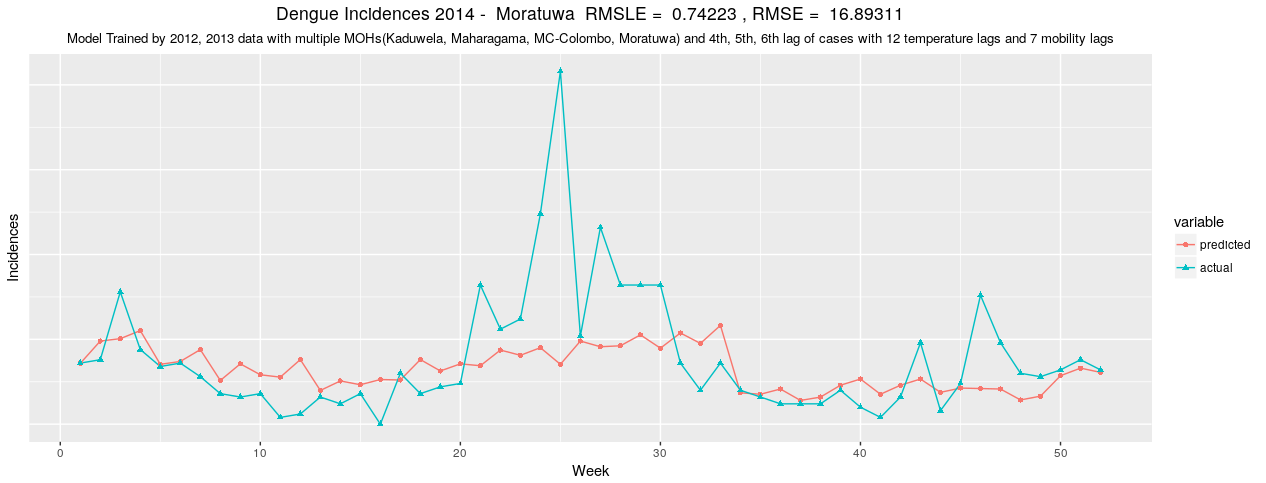 Dengue Incidences 2014 - Moratuwa RMSLE = 0.74223 , RMSE = 16.89311
Model Trained by 2012, 2013 data with multiple MOHs(Kaduwela, Maharagama, MC-Colombo, Moratuwa) and 4th, 5th, 6th lag of cases with 12 temperature lags and 7 mobility lags
Incidences
variable
predicted
actual
0 10 20 30 40 50
Week